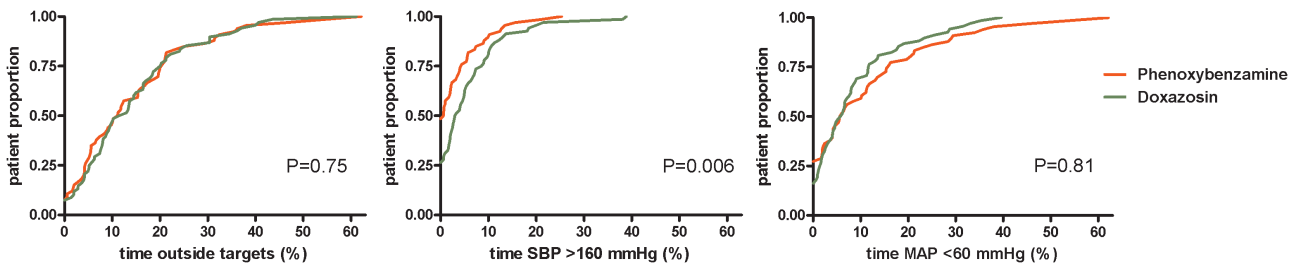 patient proportion
1.00
0.75
0.50
0.25
0.00
0 10 20 30 40 50 60
time outside targets (%)
P=0.75
patient proportion
1.00
0.75
0.50
0.25
0.00
0 10 20 30 40 50 60
time SBP >160 mmHg (%)
P=0.006
patient proportion
1.00
0.75
0.50
0.25
0.00
0 10 20 30 40 50 60
time MAP <60 mmHg (%)
P=0.81
Phenoxybenzamine
Doxazosin